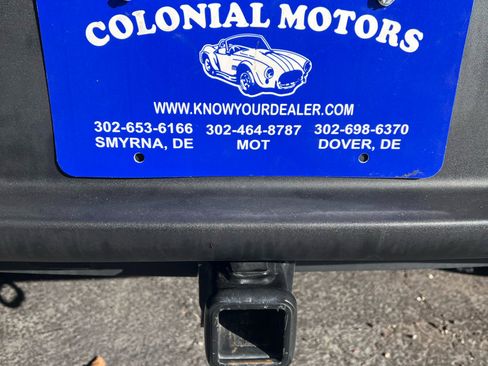 COLONIAL MOTORS
WWW.KNOWYOURDEALER.COM
302-653-6166 302-464-8787 302-698-6370
SMYRNA, DE MOT DOVER, DE